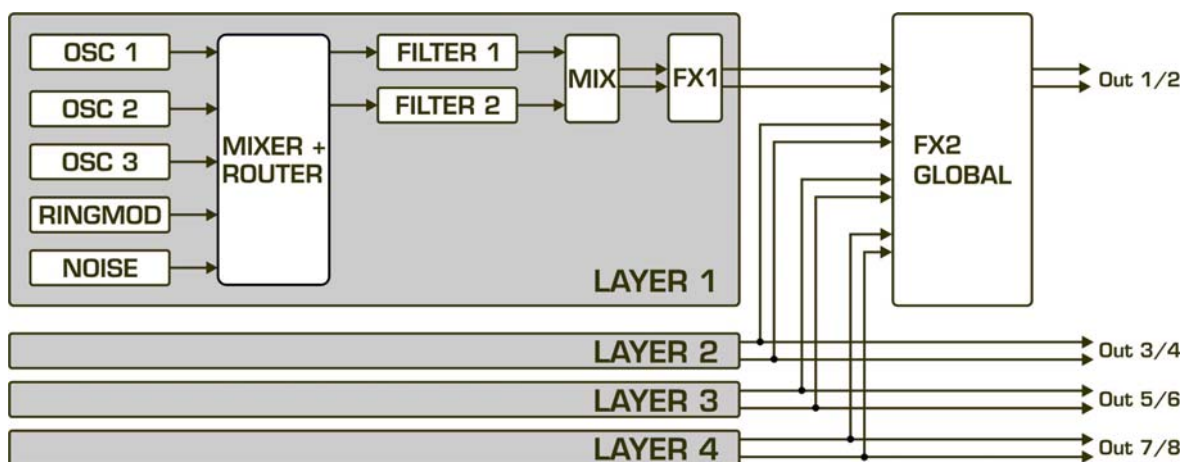 OSC 1
OSC 2
OSC 3
RINGMOD
NOISE
MIXER +
ROUTER
FILTER 1
FILTER 2
MIX
FX1
LAYER 1
FX2
GLOBAL
Out 1/2
LAYER 2
Out 3/4
LAYER 3
Out 5/6
LAYER 4
Out 7/8